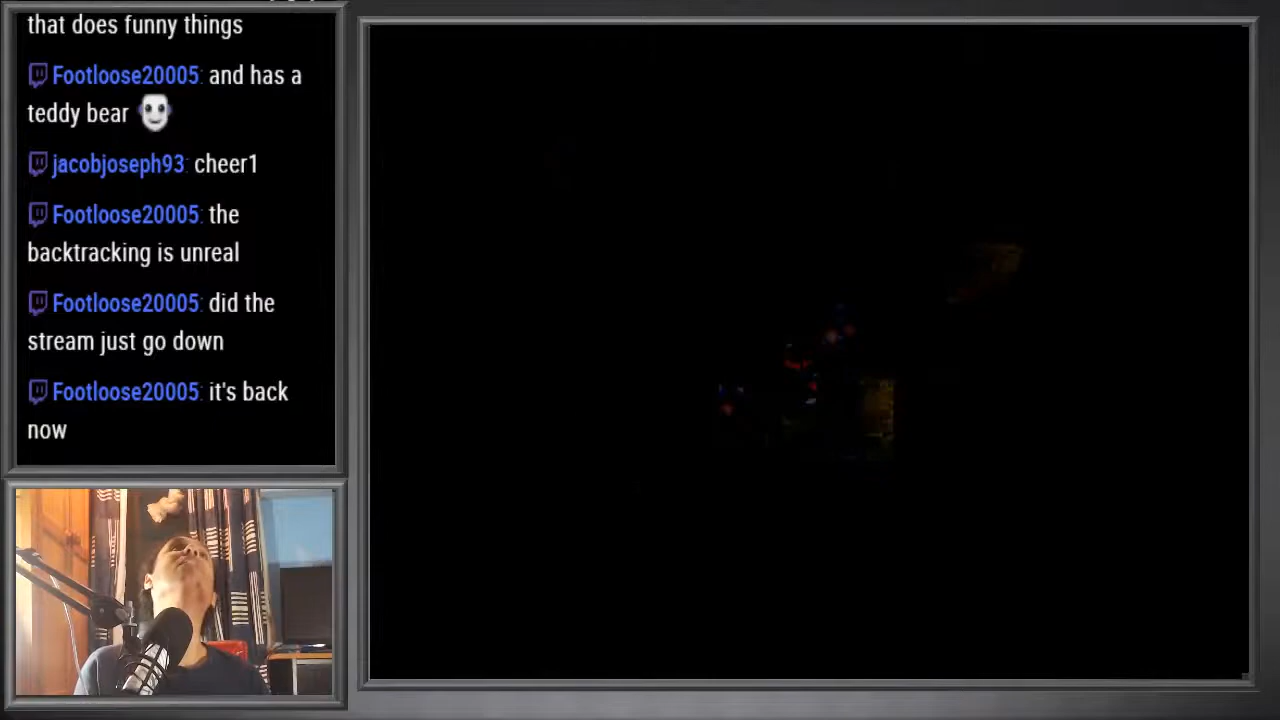 that does funny things
Footloose20005: and has a
teddy bear
jacobjoseph93: cheer1
Footloose20005: the
backtracking is unreal
Footloose20005: did the
stream just go down
Footloose20005: it's back
now